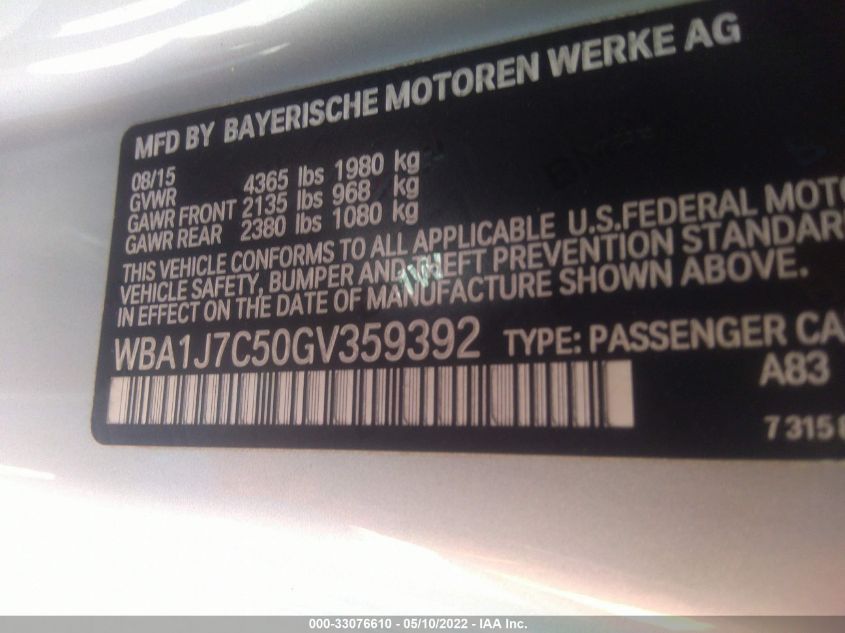 MFD BY BAYERISCHE MOTOREN WERKE AG
08/15
GVWR 4365 lbs 1980 kg
GAWR FRONT 2135 lbs 968 kg
GAWR REAR 2380 lbs 1080 kg
THIS VEHICLE CONFORMS TO ALL APPLICABLE U.S.FEDERAL MOTO
VEHICLE SAFETY, BUMPER AND THEFT PREVENTION STANDAR
IN EFFECT ON THE DATE OF MANUFACTURE SHOWN ABOVE.
WBA1J7C50GV359392 TYPE: PASSENGER CA
A83
7 315
000-33076610 - 05/10/2022 - IAA Inc.